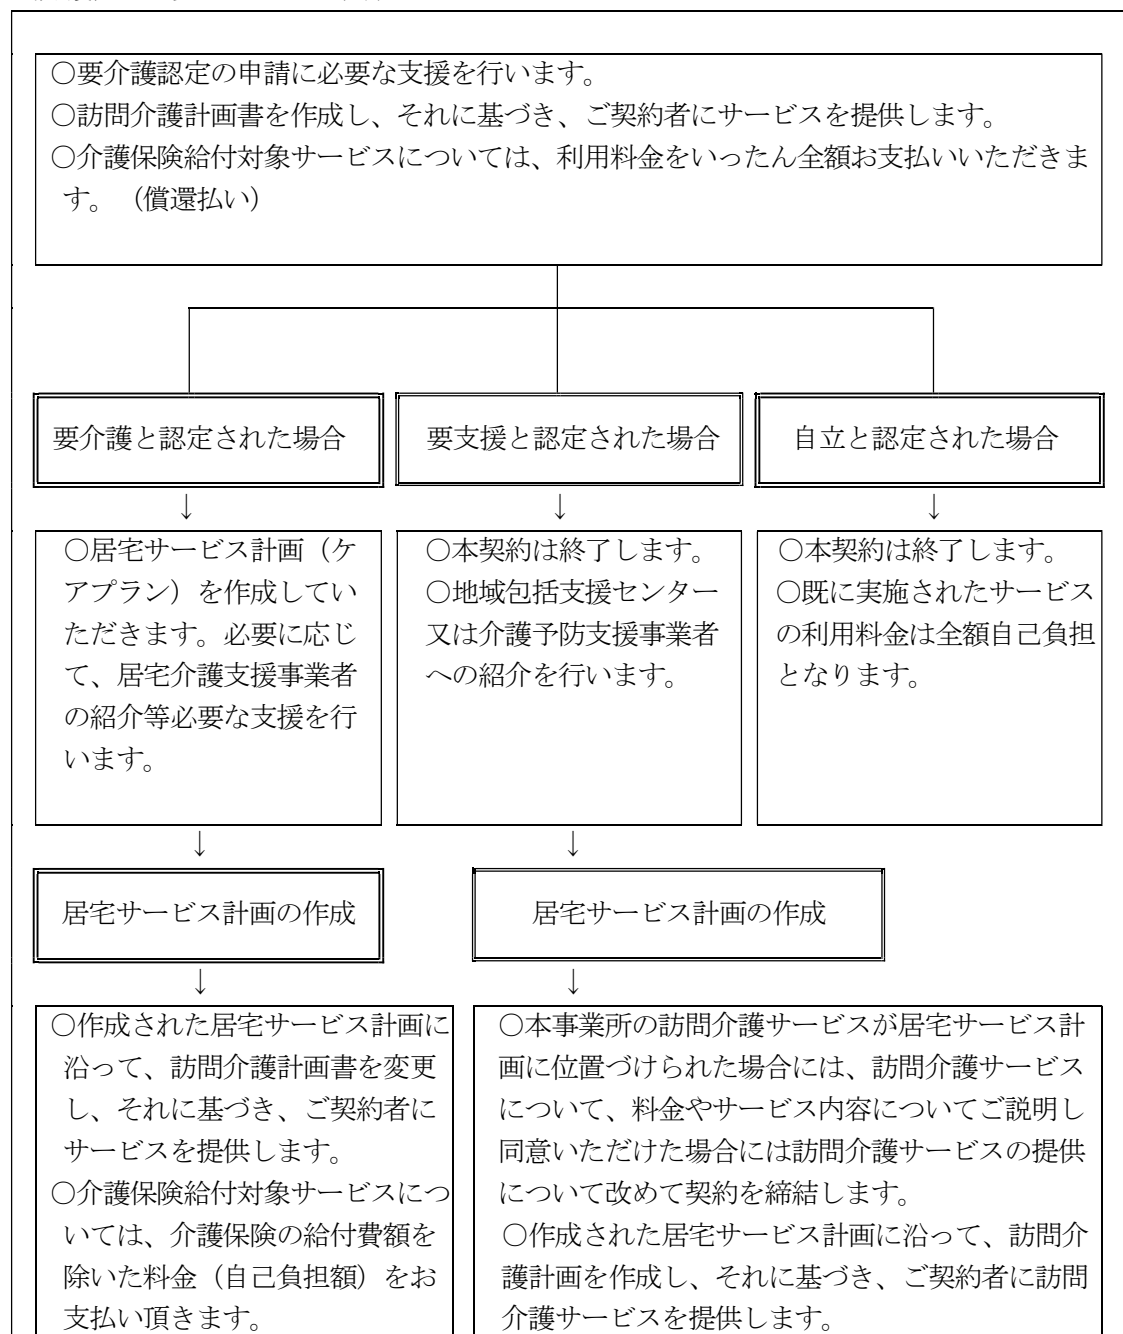 ○要介護認定の申請に必要な支援を行います。
○訪問介護計画書を作成し、それに基づき、ご契約者にサービスを提供します。
○介護保険給付対象サービスについては、利用料金をいったん全額お支払いいただきま
す。（償還払い）
要介護と認定された場合
要支援と認定された場合
自立と認定された場合
↓
↓
↓
○居宅サービス計画（ケ
アプラン）を作成してい
ただきます。必要に応じ
て、居宅介護支援事業者
の紹介等必要な支援を行
います。
○本契約は終了します。
○地域包括支援センター
又は介護予防支援事業者
への紹介を行います。
○本契約は終了します。
○既に実施されたサービス
の利用料金は全額自己負担
となります。
↓
↓
居宅サービス計画の作成
居宅サービス計画の作成
↓
↓
○作成された居宅サービス計画に
沿って、訪問介護計画書を変更
し、それに基づき、ご契約者に
サービスを提供します。
○介護保険給付対象サービスにつ
いては、介護保険の給付費額を
除いた料金（自己負担額）をお
支払い頂きます。
○本事業所の訪問介護サービスが居宅サービス計
画に位置づけられた場合には、訪問介護サービス
について、料金やサービス内容についてご説明し
同意いただけた場合には訪問介護サービスの提供
について改めて契約を締結します。
○作成された居宅サービス計画に沿って、訪問介
護計画を作成し、それに基づき、ご契約者に訪問
介護サービスを提供します。